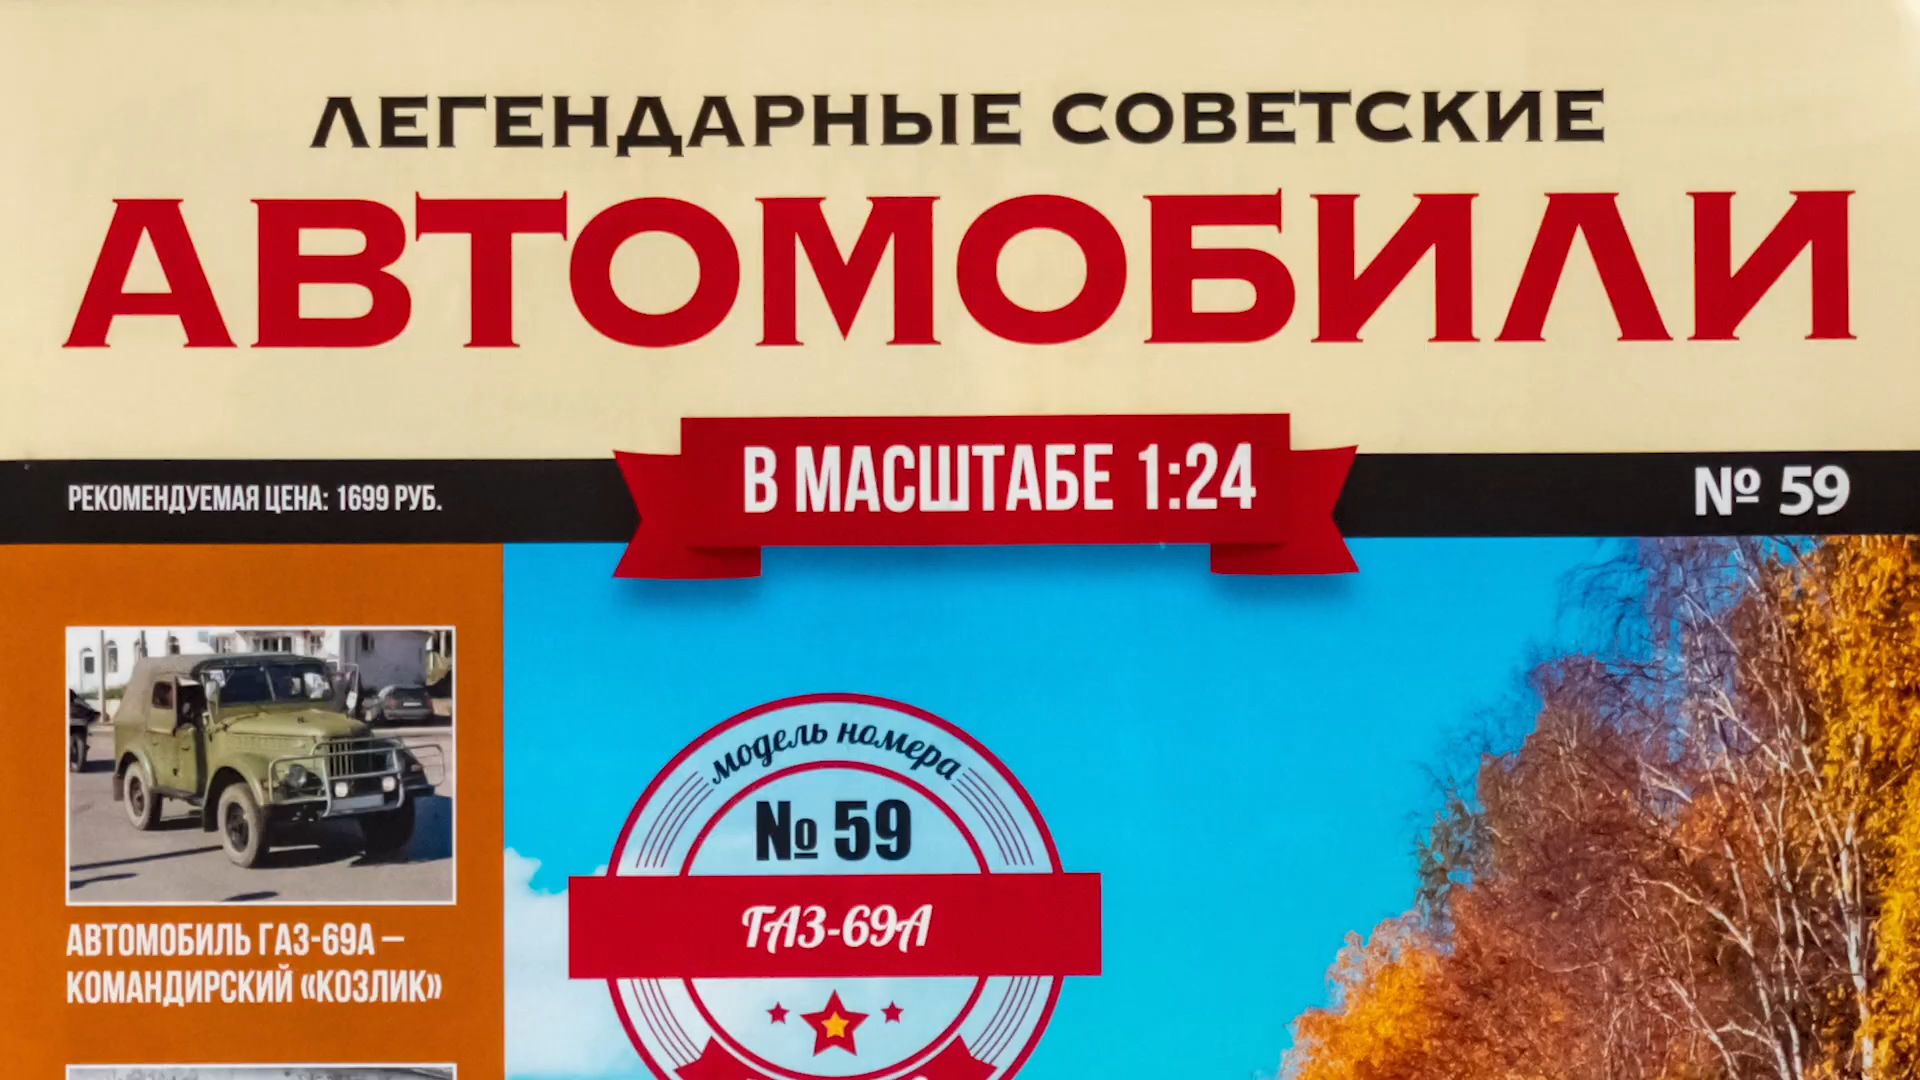 ЛЕГЕНДАРНЫЕ СОВЕТСКИЕ
АВТОМОБИЛИ
В МАСШТАБЕ 1:24
РЕКОМЕНДУЕМАЯ ЦЕНА: 1699 РУБ.
№ 59
модель номера
№ 59
ГАЗ-69А
АВТОМОБИЛЬ ГАЗ-69А –
КОМАНДИРСКИЙ «КОЗЛИК»